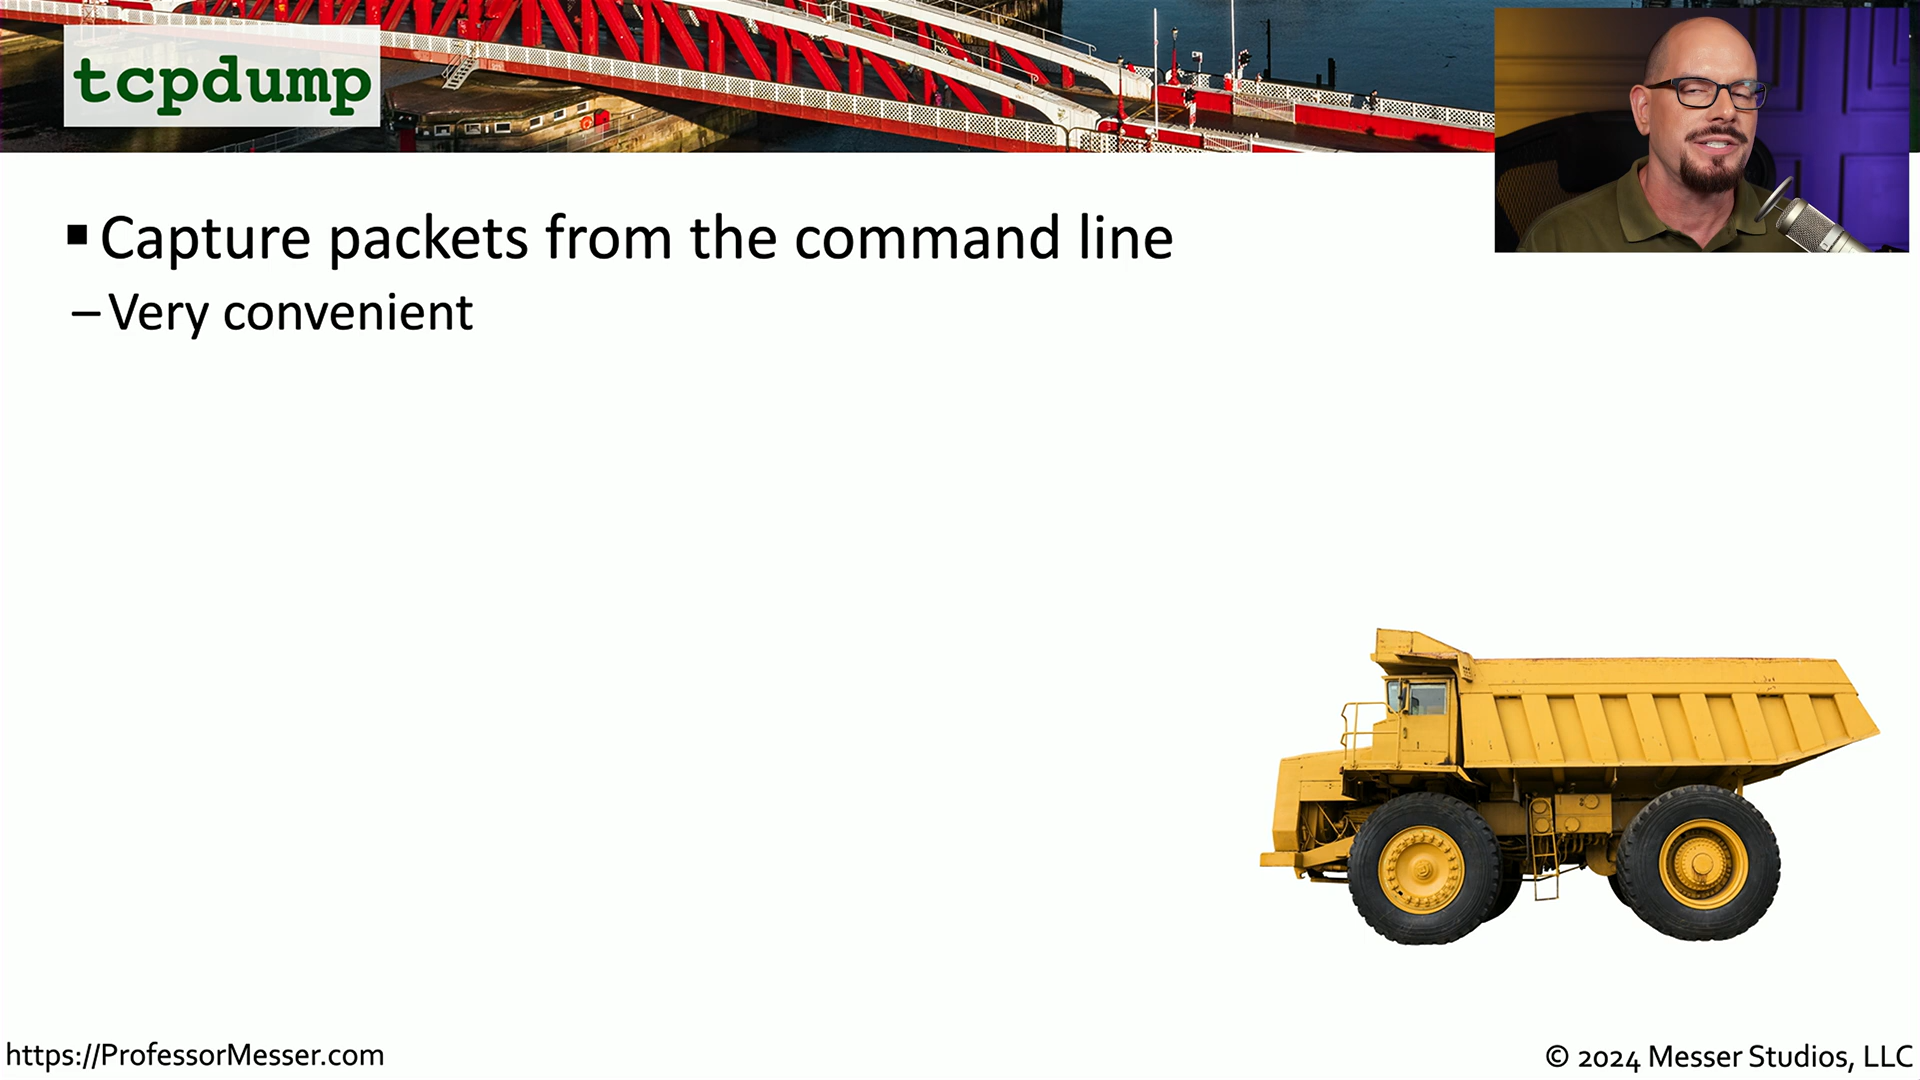 tcpdump
▪ Capture packets from the command line
– Very convenient
https://ProfessorMesser.com
© 2024 Messer Studios, LLC